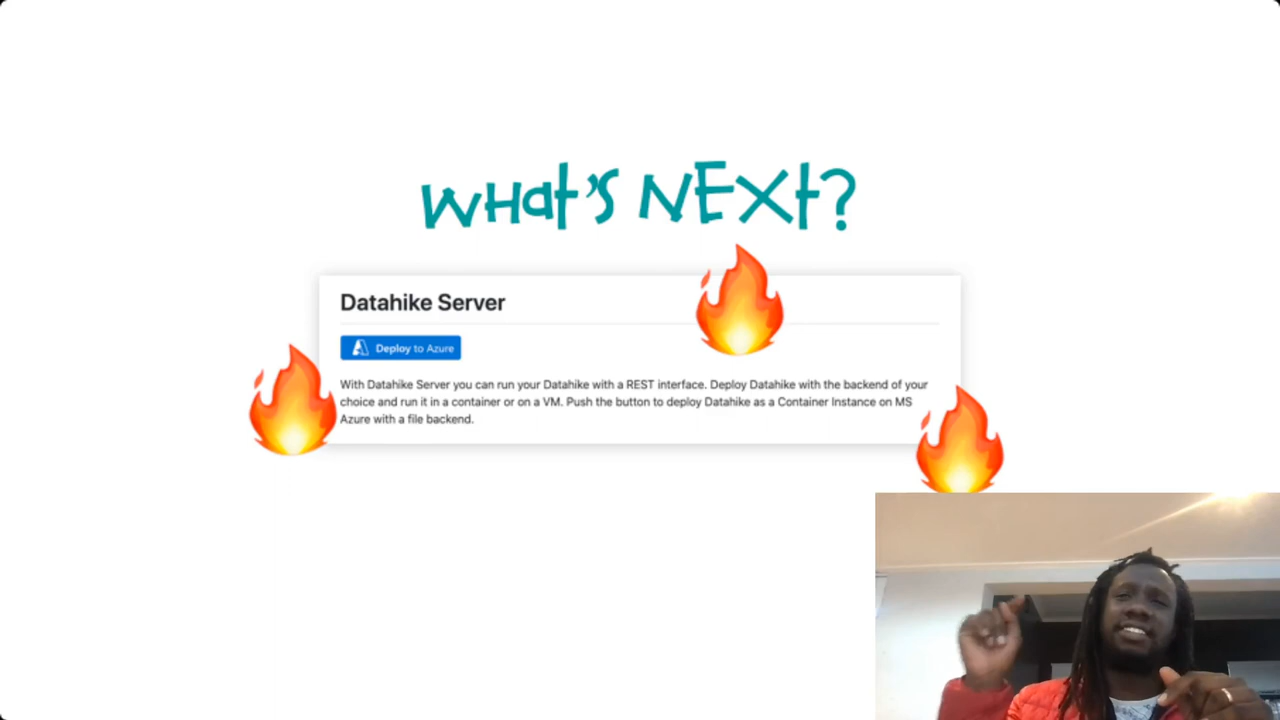 What's Next?
Datahike Server
Deploy to Azure
With Datahike Server you can run your Datahike with a REST interface. Deploy Datahike with the backend of your
choice and run it in a container or on a VM. Push the button to deploy Datahike as a Container Instance on MS
Azure with a file backend.